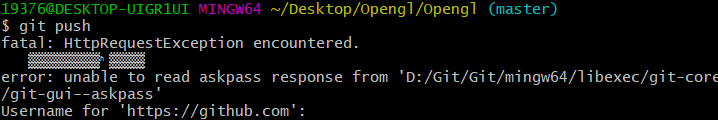 19376@DESKTOP-UIGR1UI MINGW64 ~/Desktop/Opengl/Opengl (master)
$ git push
fatal: HttpRequestException encountered.
error: unable to read askpass response from 'D:/Git/Git/mingw64/libexec/git-core
/git-gui--askpass'
Username for 'https://github.com':